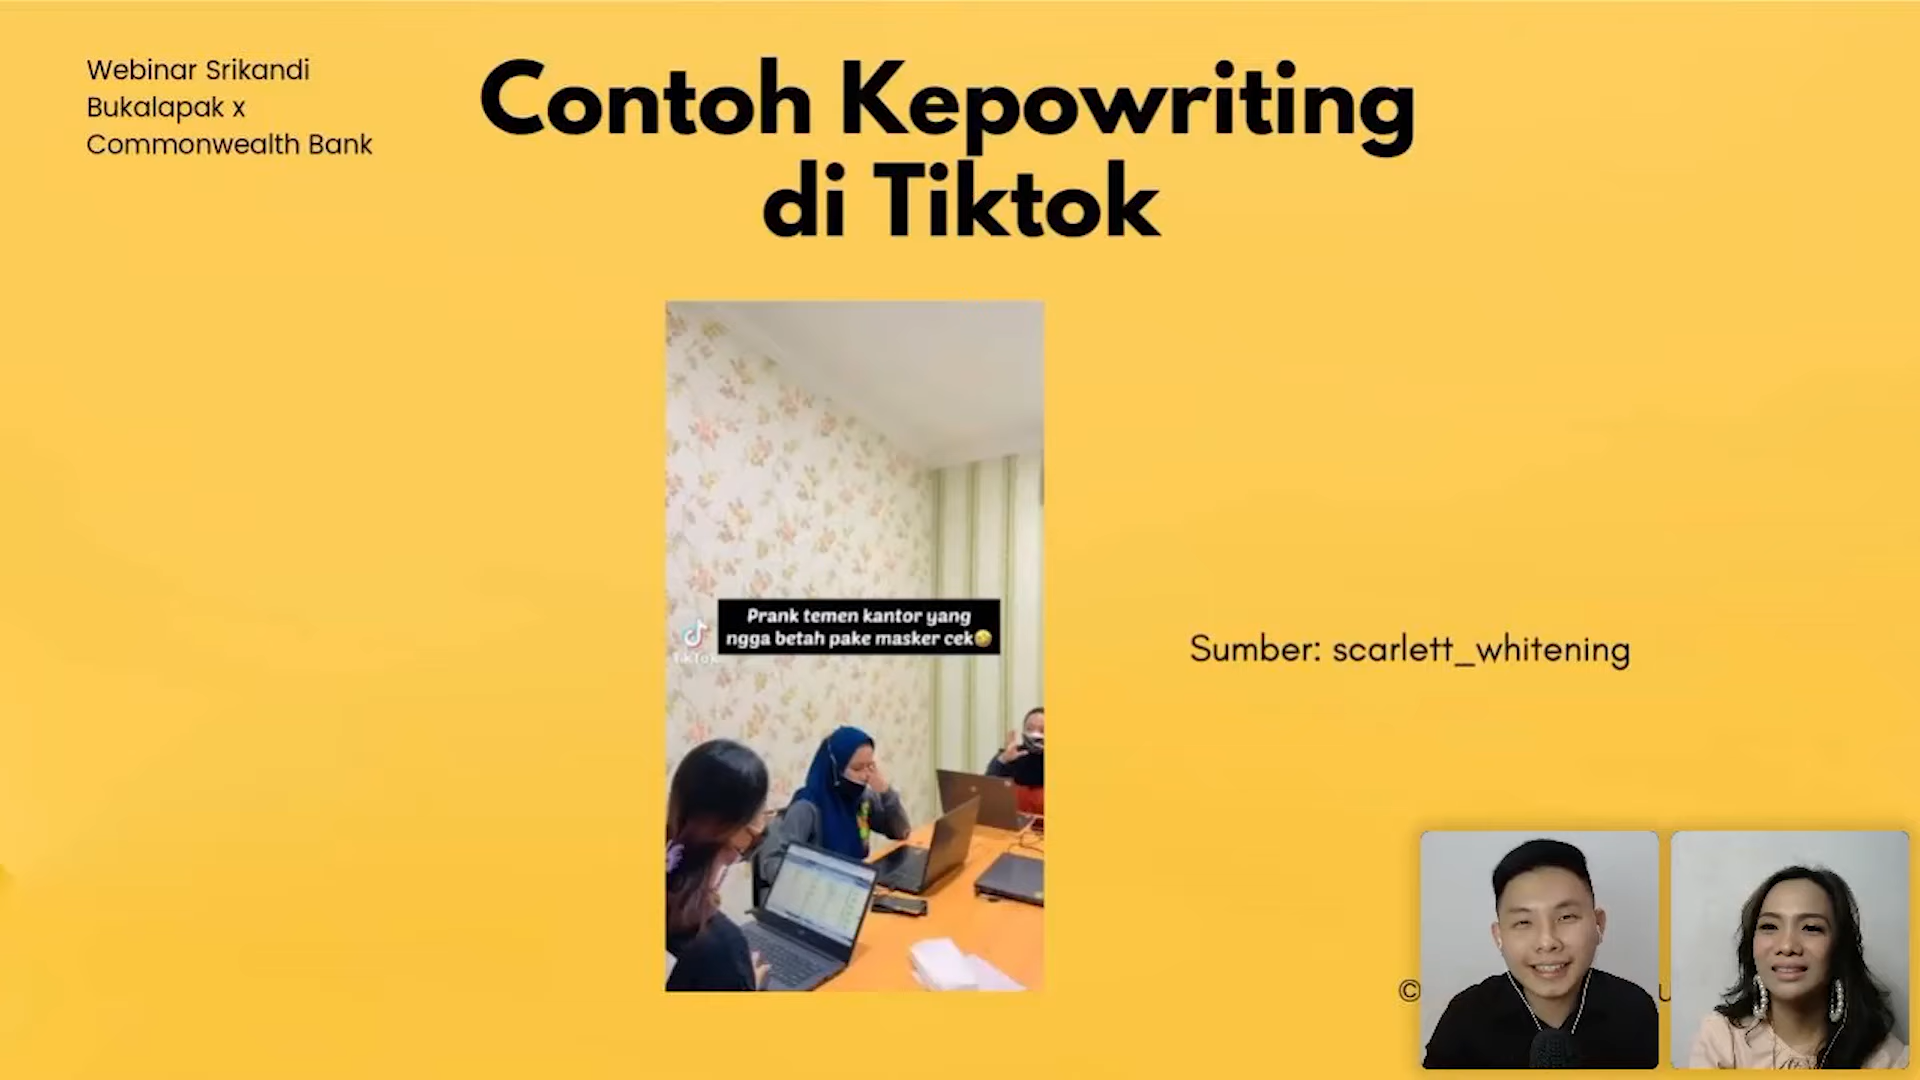 Webinar Srikandi
Bukalapak x
Commonwealth Bank
Contoh Kepowriting
di Tiktok
Prank temen kantor yang
ngga betah pake masker cek🤣
TikTok
Sumber: scarlett_whitening
©